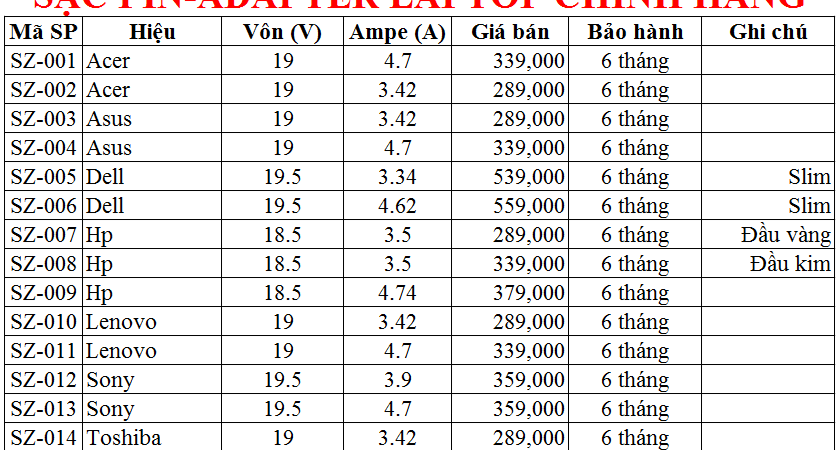 SẠC PIN-ADAPTER LAPTOP CHÍNH HÃNG
Mã SP Hiệu Vôn (V) Ampe (A) Giá bán Bảo hành Ghi chú
SZ-001 Acer 19 4.7 339,000 6 tháng
SZ-002 Acer 19 3.42 289,000 6 tháng
SZ-003 Asus 19 3.42 289,000 6 tháng
SZ-004 Asus 19 4.7 339,000 6 tháng
SZ-005 Dell 19.5 3.34 539,000 6 tháng Slim
SZ-006 Dell 19.5 4.62 559,000 6 tháng Slim
SZ-007 Hp 18.5 3.5 289,000 6 tháng Đầu vàng
SZ-008 Hp 18.5 3.5 339,000 6 tháng Đầu kim
SZ-009 Hp 18.5 4.74 379,000 6 tháng
SZ-010 Lenovo 19 3.42 289,000 6 tháng
SZ-011 Lenovo 19 4.7 339,000 6 tháng
SZ-012 Sony 19.5 3.9 359,000 6 tháng
SZ-013 Sony 19.5 4.7 359,000 6 tháng
SZ-014 Toshiba 19 3.42 289,000 6 tháng